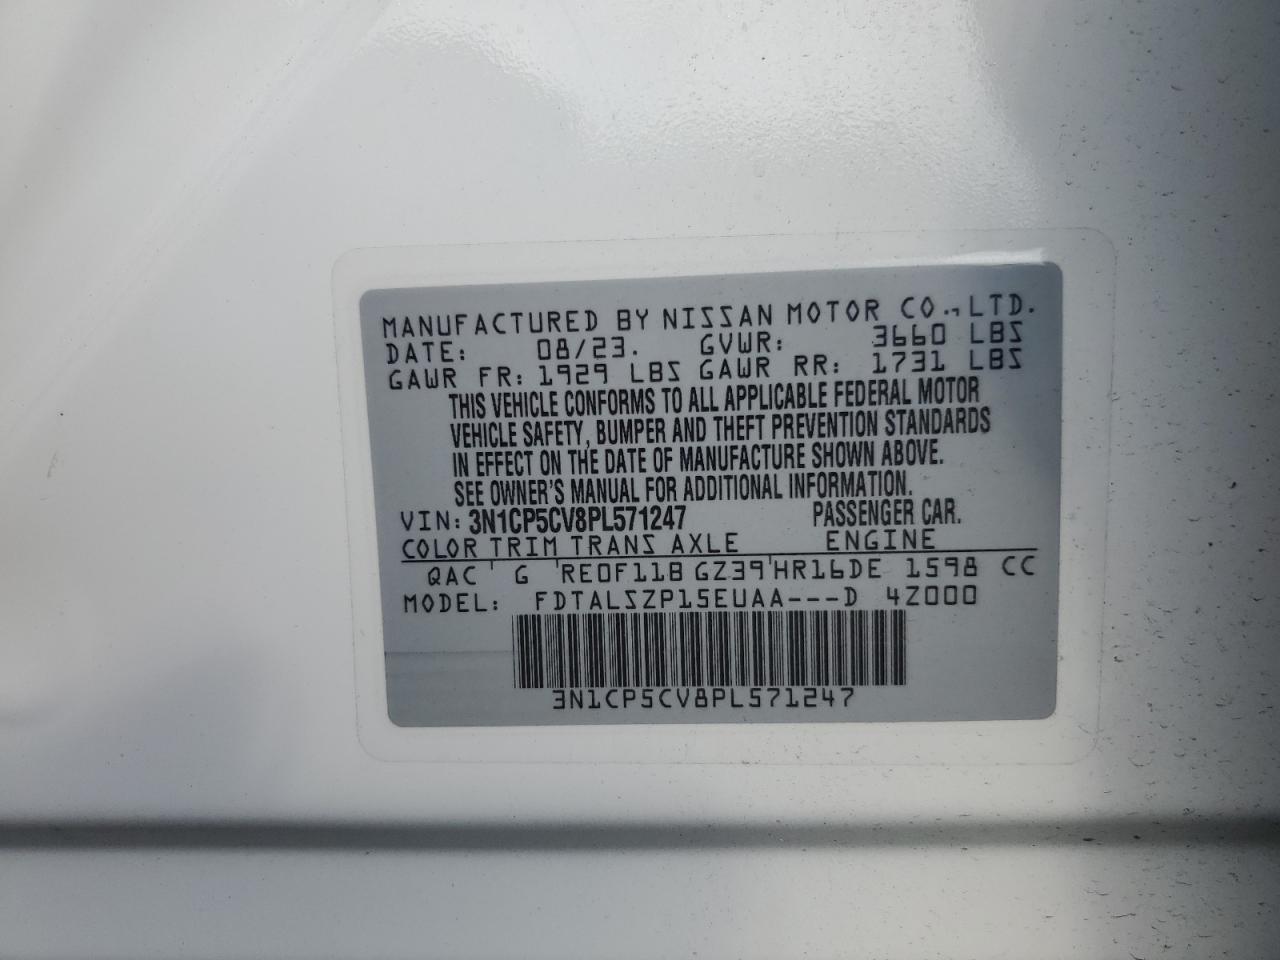 MANUFACTURED BY NISSAN MOTOR CO.,LTD.
DATE: 08/23. GVWR: 3660 LBS
GAWR FR: 1929 LBS GAWR RR: 1731 LBS
THIS VEHICLE CONFORMS TO ALL APPLICABLE FEDERAL MOTOR
VEHICLE SAFETY, BUMPER AND THEFT PREVENTION STANDARDS
IN EFFECT ON THE DATE OF MANUFACTURE SHOWN ABOVE.
SEE OWNER'S MANUAL FOR ADDITIONAL INFORMATION.
VIN: 3N1CP5CV8PL571247 PASSENGER CAR.
COLOR TRIM TRANS AXLE ENGINE
QAC ' G ' RE0F11B GZ39 ' HR16DE 1598 CC
MODEL: FDTALSZP15EUAA---D 4Z000
3N1CP5CV8PL571247